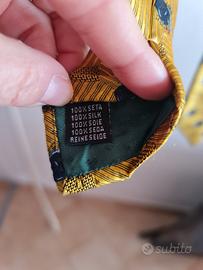 100%SETA
100%SILK
100%SOIE
100%SEDA
REINE SEIDE
subito